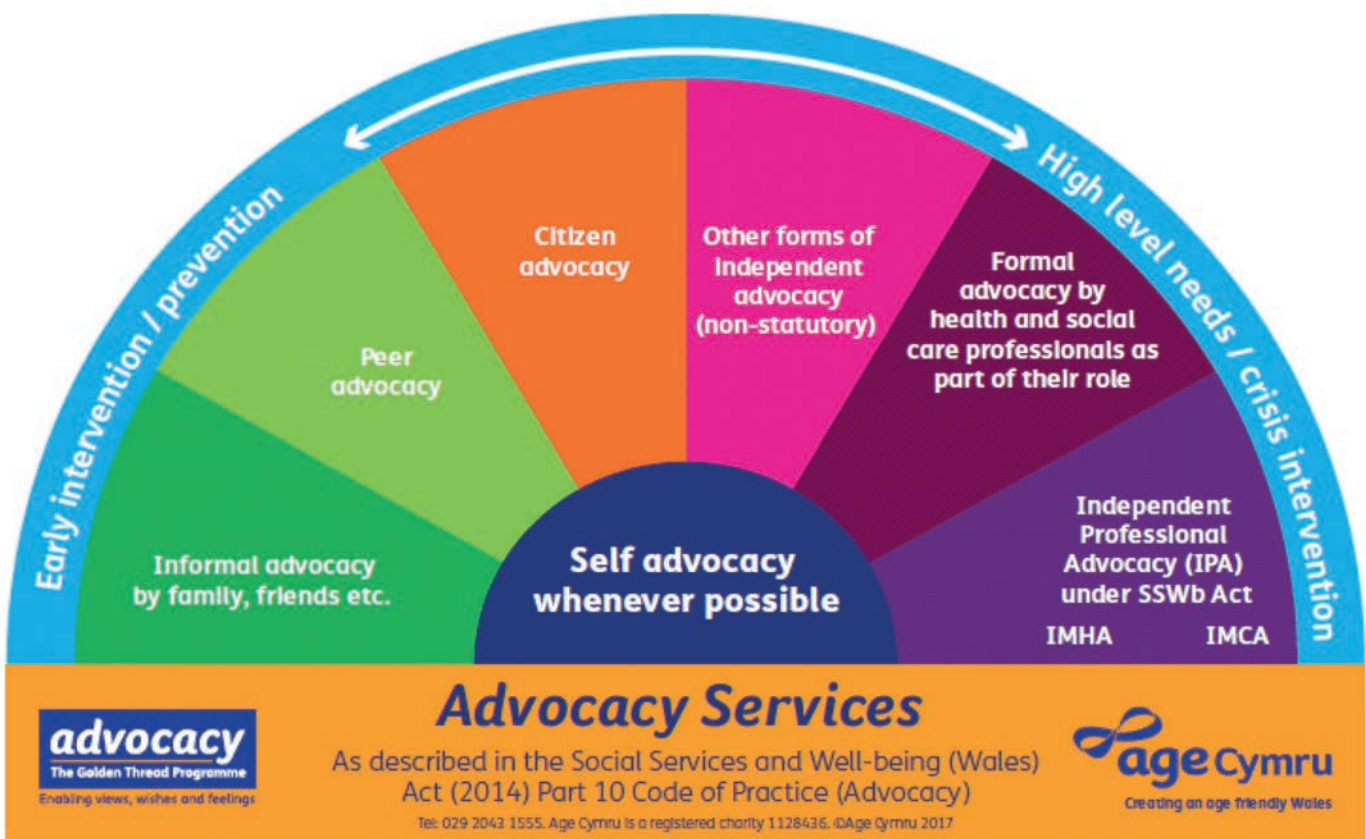 Early intervention / prevention
High level needs / crisis intervention
Informal advocacy
by family, friends etc.
Peer
advocacy
Citizen
advocacy
Other forms of
independent
advocacy
(non-statutory)
Formal
advocacy by
health and social
care professionals as
part of their role
Independent
Professional
Advocacy (IPA)
under SSWb Act
IMHA IMCA
Self advocacy
whenever possible
advocacy
The Golden Thread Programme
Enabling views, wishes and feelings
Advocacy Services
As described in the Social Services and Well-being (Wales)
Act (2014) Part 10 Code of Practice (Advocacy)
Tel: 029 2043 1555. Age Cymru is a registered charity 1128436. ©Age Cymru 2017
age Cymru
Creating an age friendly Wales